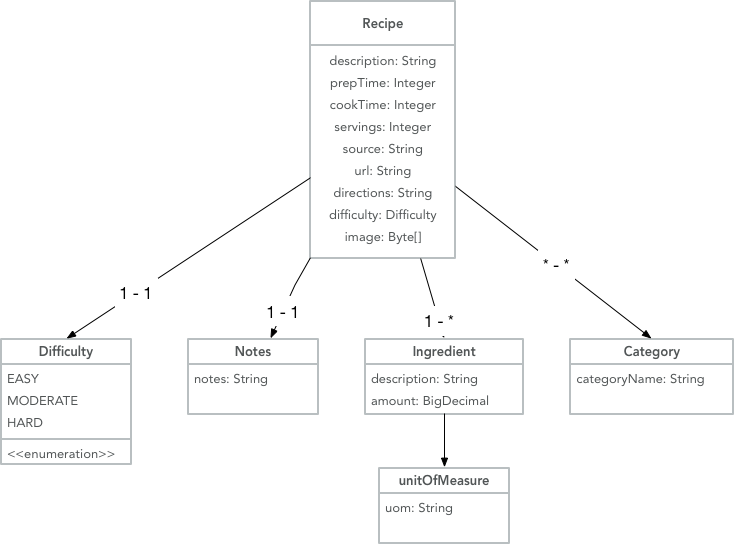 Recipe
description: String
prepTime: Integer
cookTime: Integer
servings: Integer
source: String
url: String
directions: String
difficulty: Difficulty
image: Byte[]
* - *
1 - 1
1 - 1
1 - *
Difficulty
EASY
MODERATE
HARD
<<enumeration>>
Notes
notes: String
Ingredient
description: String
amount: BigDecimal
Category
categoryName: String
unitOfMeasure
uom: String